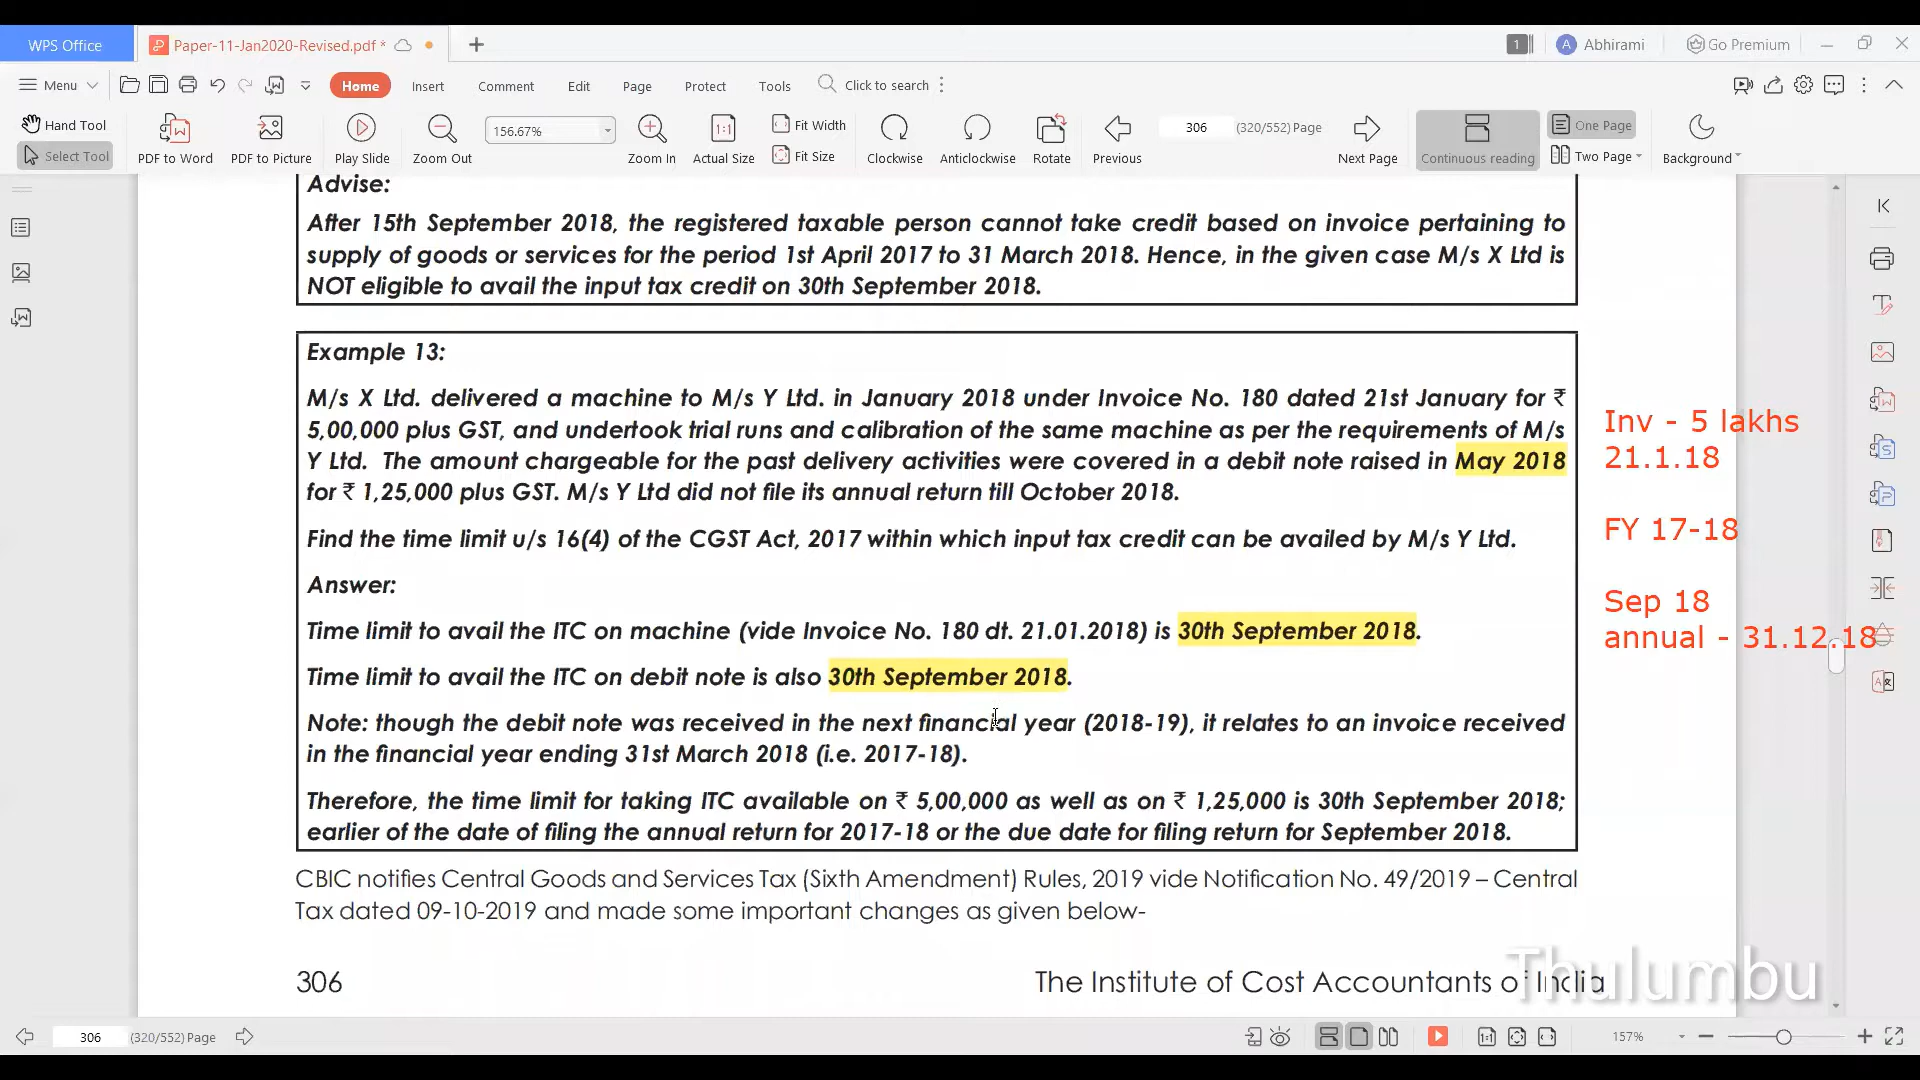 WPS Office
Paper-11-Jan2020-Revised.pdf *
1
A Abhirami
Go Premium
Menu
Home
Insert
Comment
Edit
Page
Protect
Tools
Click to search
Hand Tool
Select Tool
PDF to Word
PDF to Picture
Play Slide
Zoom Out
156.67%
Zoom In
1:1
Actual Size
Fit Width
Fit Size
Clockwise
Anticlockwise
Rotate
Previous
306
(320/552) Page
Next Page
Continuous reading
One Page
Two Page
Background
Advise:
After 15th September 2018, the registered taxable person cannot take credit based on invoice pertaining to
supply of goods or services for the period 1st April 2017 to 31 March 2018. Hence, in the given case M/s X Ltd is
NOT eligible to avail the input tax credit on 30th September 2018.
Example 13:
M/s X Ltd. delivered a machine to M/s Y Ltd. in January 2018 under Invoice No. 180 dated 21st January for ₹
5,00,000 plus GST, and undertook trial runs and calibration of the same machine as per the requirements of M/s
Y Ltd. The amount chargeable for the past delivery activities were covered in a debit note raised in May 2018
for ₹ 1,25,000 plus GST. M/s Y Ltd did not file its annual return till October 2018.
Find the time limit u/s 16(4) of the CGST Act, 2017 within which input tax credit can be availed by M/s Y Ltd.
Answer:
Time limit to avail the ITC on machine (vide Invoice No. 180 dt. 21.01.2018) is 30th September 2018.
Time limit to avail the ITC on debit note is also 30th September 2018.
Note: though the debit note was received in the next financial year (2018-19), it relates to an invoice received
in the financial year ending 31st March 2018 (i.e. 2017-18).
Therefore, the time limit for taking ITC available on ₹ 5,00,000 as well as on ₹ 1,25,000 is 30th September 2018;
earlier of the date of filing the annual return for 2017-18 or the due date for filing return for September 2018.
Inv - 5 lakhs
21.1.18
FY 17-18
Sep 18
annual - 31.12.18
CBIC notifies Central Goods and Services Tax (Sixth Amendment) Rules, 2019 vide Notification No. 49/2019 – Central
Tax dated 09-10-2019 and made some important changes as given below-
306
The Institute of Cost Accountants of India
Thulumbu
306
(320/552) Page
157%